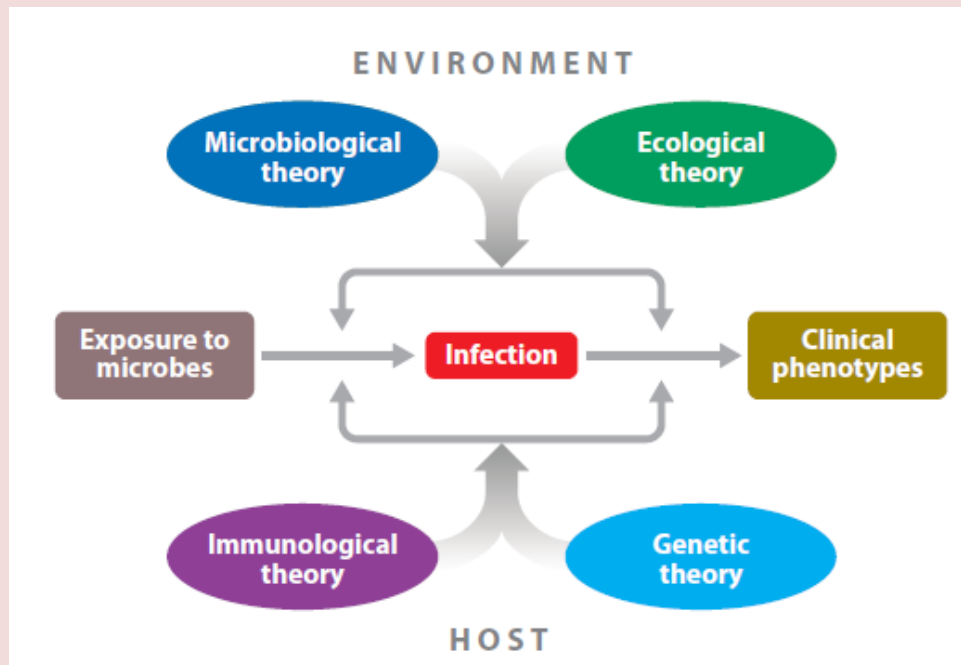 ENVIRONMENT
Microbiological
theory
Ecological
theory
Exposure to
microbes
Infection
Clinical
phenotypes
Immunological
theory
Genetic
theory
HOST